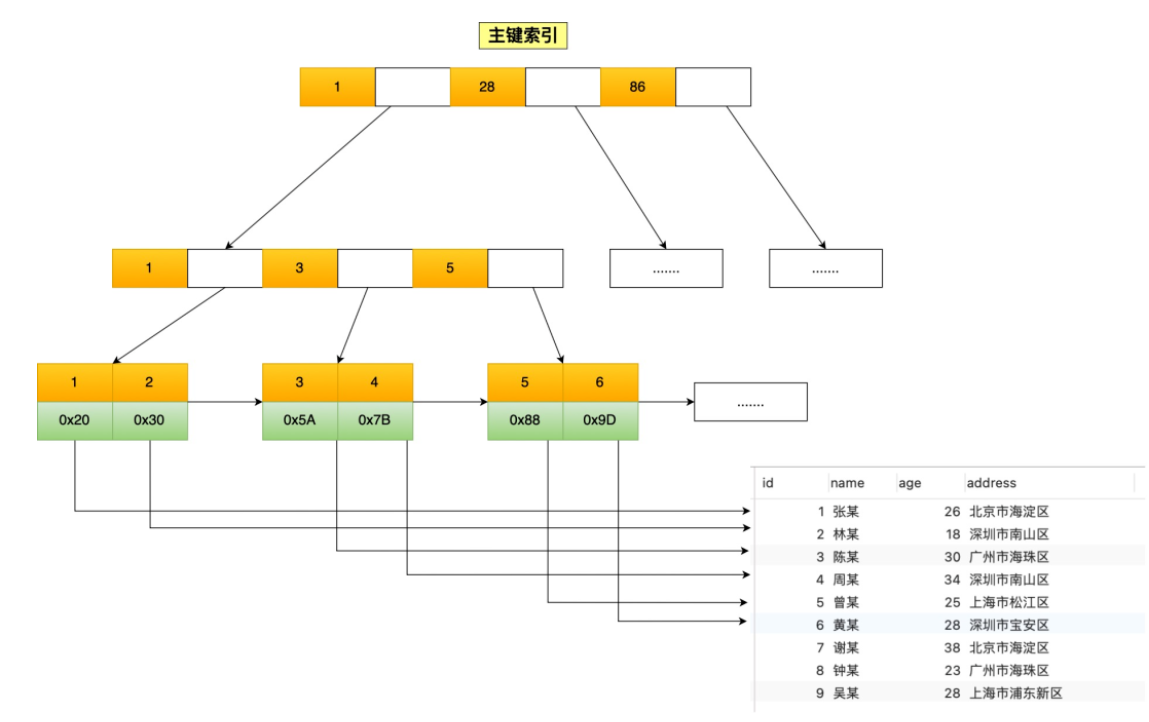 主键索引
1 28 86
1 3 5 ....... .......
1 2 3 4 5 6
.......
0x20 0x30 0x5A 0x7B 0x88 0x9D
id name age address
1 张某 26 北京市海淀区
2 林某 18 深圳市南山区
3 陈某 30 广州市海珠区
4 周某 34 深圳市南山区
5 曾某 25 上海市松江区
6 黄某 28 深圳市宝安区
7 谢某 38 北京市海淀区
8 钟某 23 广州市海珠区
9 吴某 28 上海市浦东新区